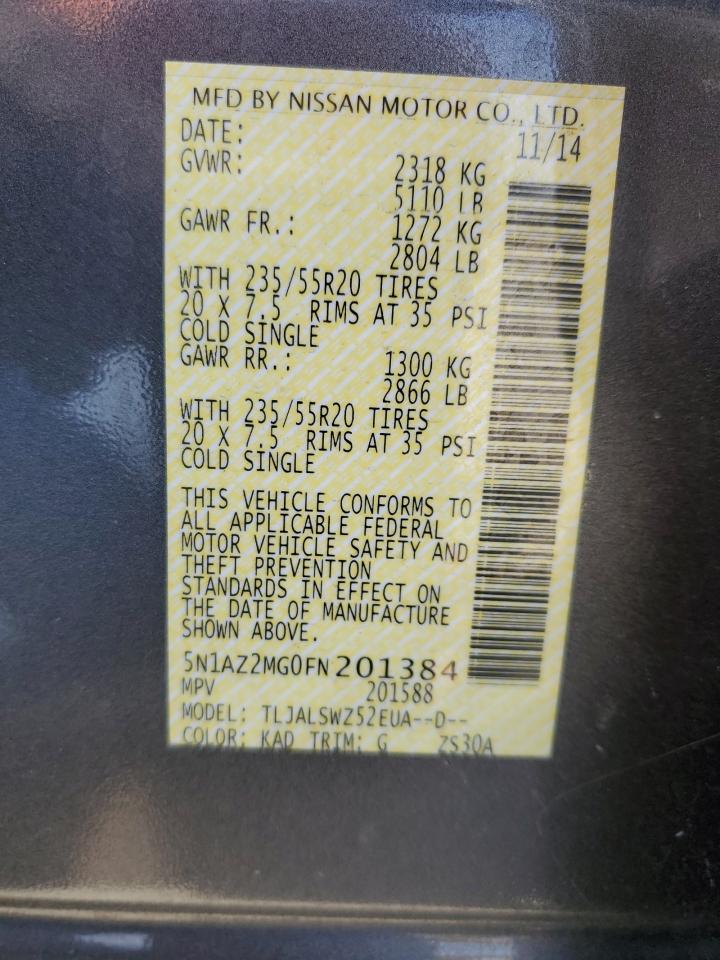 MFD BY NISSAN MOTOR CO., LTD.
DATE: 11/14
GVWR: 2318 KG
5110 LB
GAWR FR.: 1272 KG
2804 LB
WITH 235/55R20 TIRES
20 X 7.5 RIMS AT 35 PSI
COLD SINGLE
GAWR RR.: 1300 KG
2866 LB
WITH 235/55R20 TIRES
20 X 7.5 RIMS AT 35 PSI
COLD SINGLE
THIS VEHICLE CONFORMS TO
ALL APPLICABLE FEDERAL
MOTOR VEHICLE SAFETY AND
THEFT PREVENTION
STANDARDS IN EFFECT ON
THE DATE OF MANUFACTURE
SHOWN ABOVE.
5N1AZ2MG0FN201384
MPV 201588
MODEL: TLJALSWZ52EUA--D--
COLOR: KAD TRIM: G ZS30A